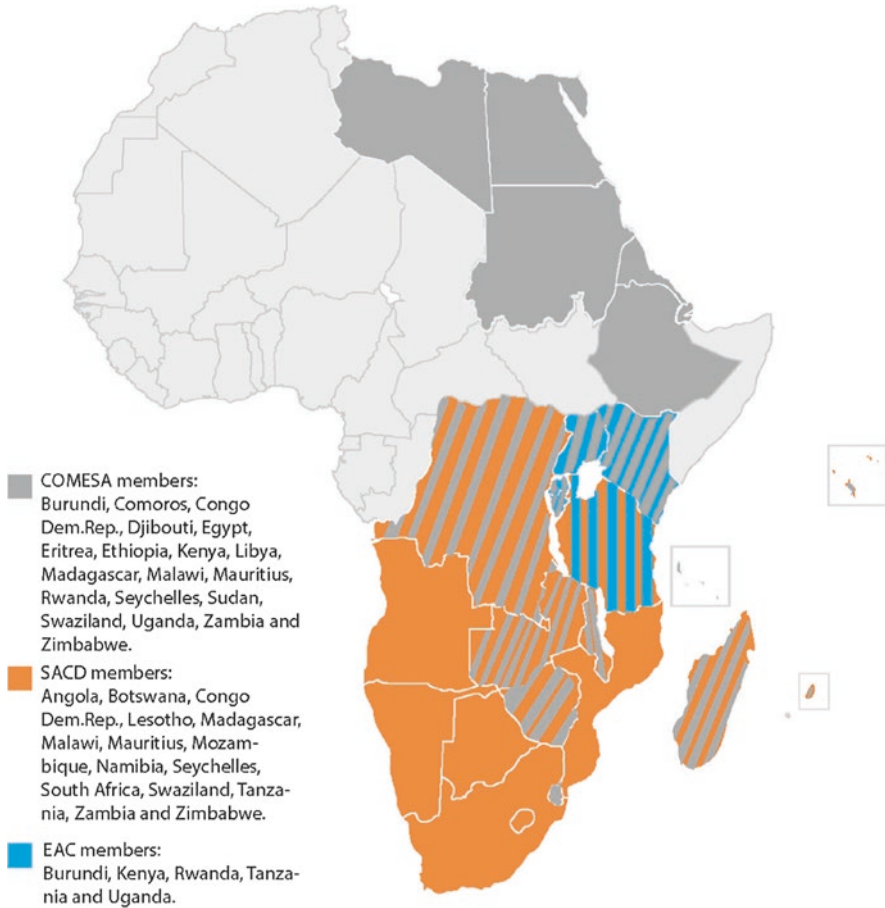 COMESA members:
Burundi, Comoros, Congo
Dem.Rep., Djibouti, Egypt,
Eritrea, Ethiopia, Kenya, Libya,
Madagascar, Malawi, Mauritius,
Rwanda, Seychelles, Sudan,
Swaziland, Uganda, Zambia and
Zimbabwe.
SACD members:
Angola, Botswana, Congo
Dem.Rep., Lesotho, Madagascar,
Malawi, Mauritius, Mozam-
bique, Namibia, Seychelles,
South Africa, Swaziland, Tanza-
nia, Zambia and Zimbabwe.
EAC members:
Burundi, Kenya, Rwanda, Tanza-
nia and Uganda.